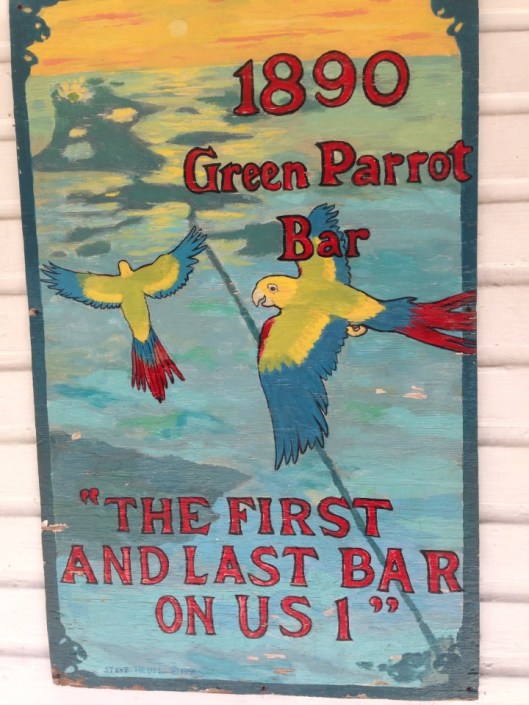 1890
Green Parrot
Bar
"THE FIRST
AND LAST BAR
ON US 1"